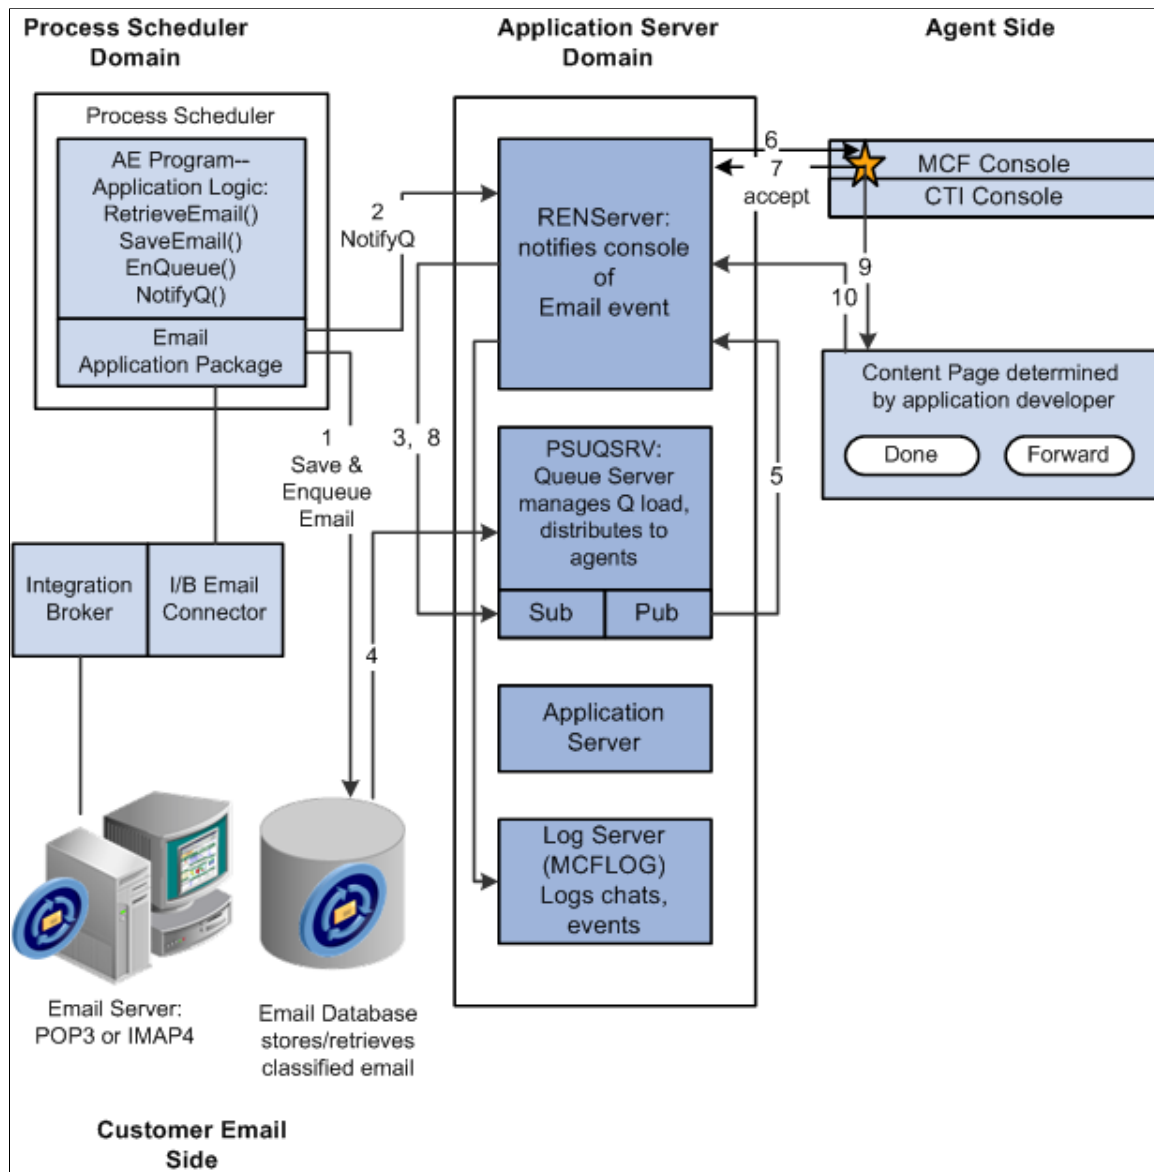 Process Scheduler
Domain
Application Server
Domain
Agent Side
Process Scheduler
AE Program--
Application Logic:
RetrieveEmail()
SaveEmail()
EnQueue()
NotifyQ()
Email
Application Package
2
NotifyQ
RENServer:
notifies console
of
Email event
6
7
accept
MCF Console
CTI Console
9
10
Content Page determined
by application developer
Done
Forward
1
Save &
Enqueue
Email
3, 8
PSUQSRV:
Queue Server
manages Q load,
distributes to
agents
Sub
Pub
5
Integration
Broker
I/B Email
Connector
4
Application
Server
Log Server
(MCFLOG)
Logs chats,
events
Email Server:
POP3 or IMAP4
Email Database
stores/retrieves
classified email
Customer Email
Side